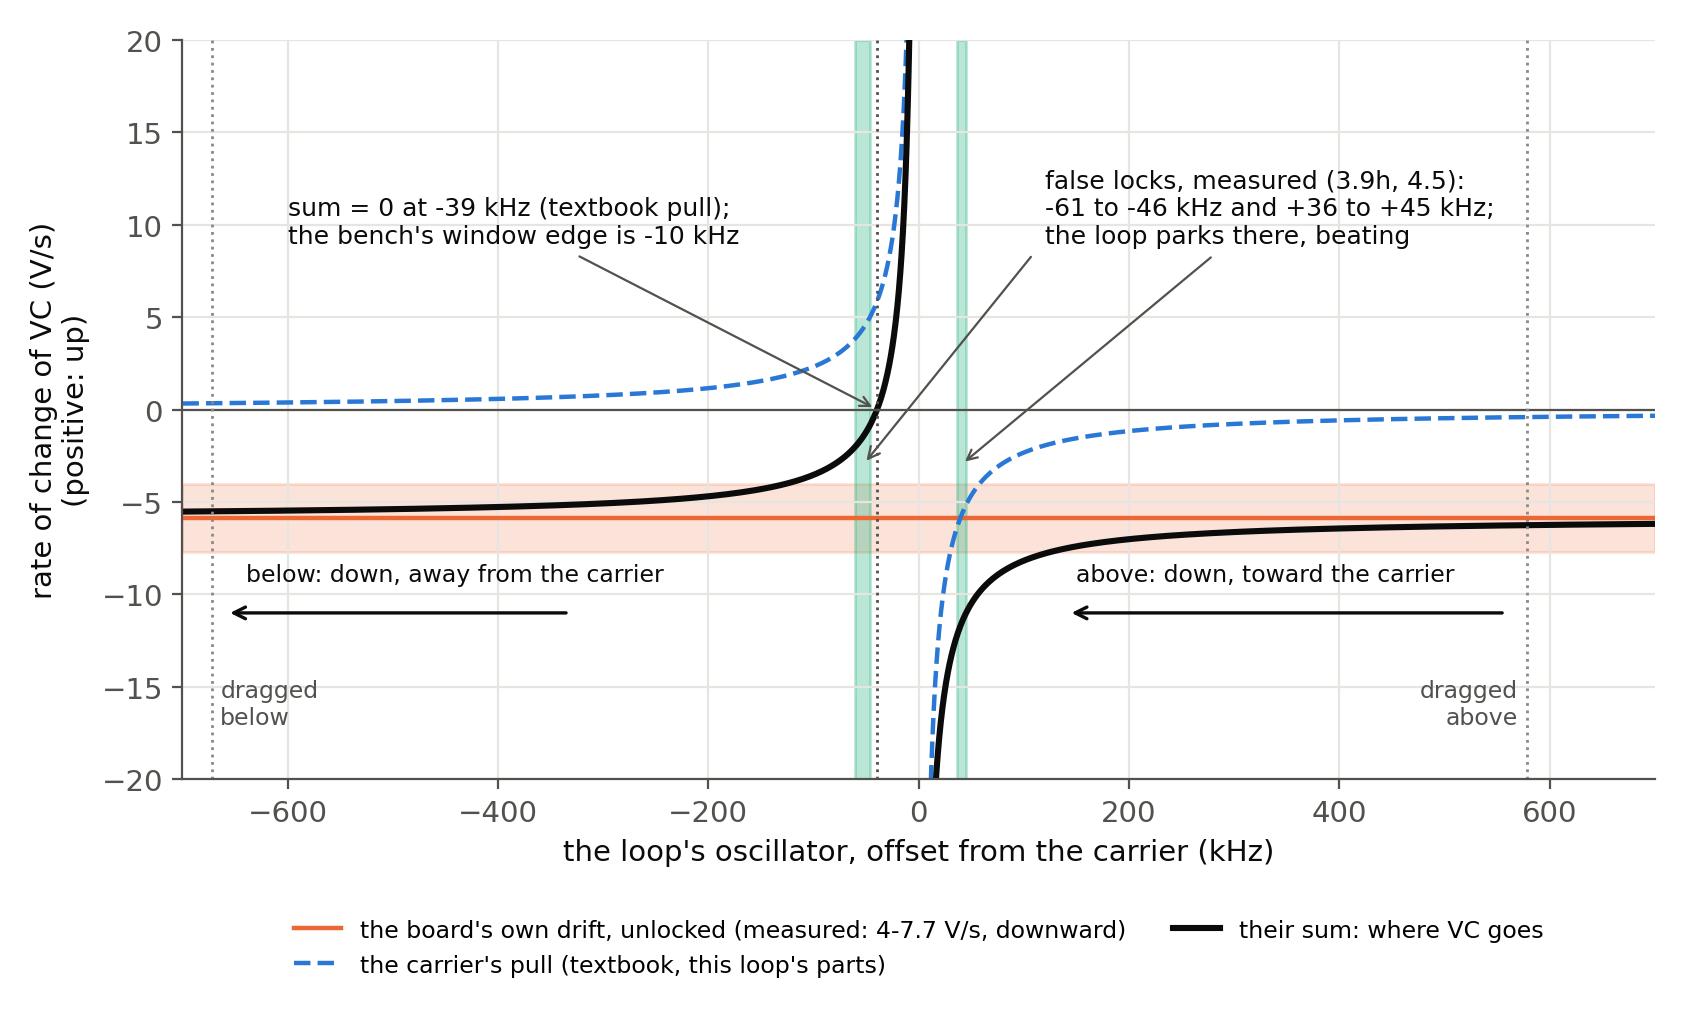 20
15
10
5
0
−5
−10
−15
−20
rate of change of VC (V/s)
(positive: up)
sum = 0 at -39 kHz (textbook pull);
the bench's window edge is -10 kHz
false locks, measured (3.9h, 4.5):
-61 to -46 kHz and +36 to +45 kHz;
the loop parks there, beating
below: down, away from the carrier
above: down, toward the carrier
dragged
below
dragged
above
−600
−400
−200
0
200
400
600
the loop's oscillator, offset from the carrier (kHz)
the board's own drift, unlocked (measured: 4-7.7 V/s, downward)
the carrier's pull (textbook, this loop's parts)
their sum: where VC goes